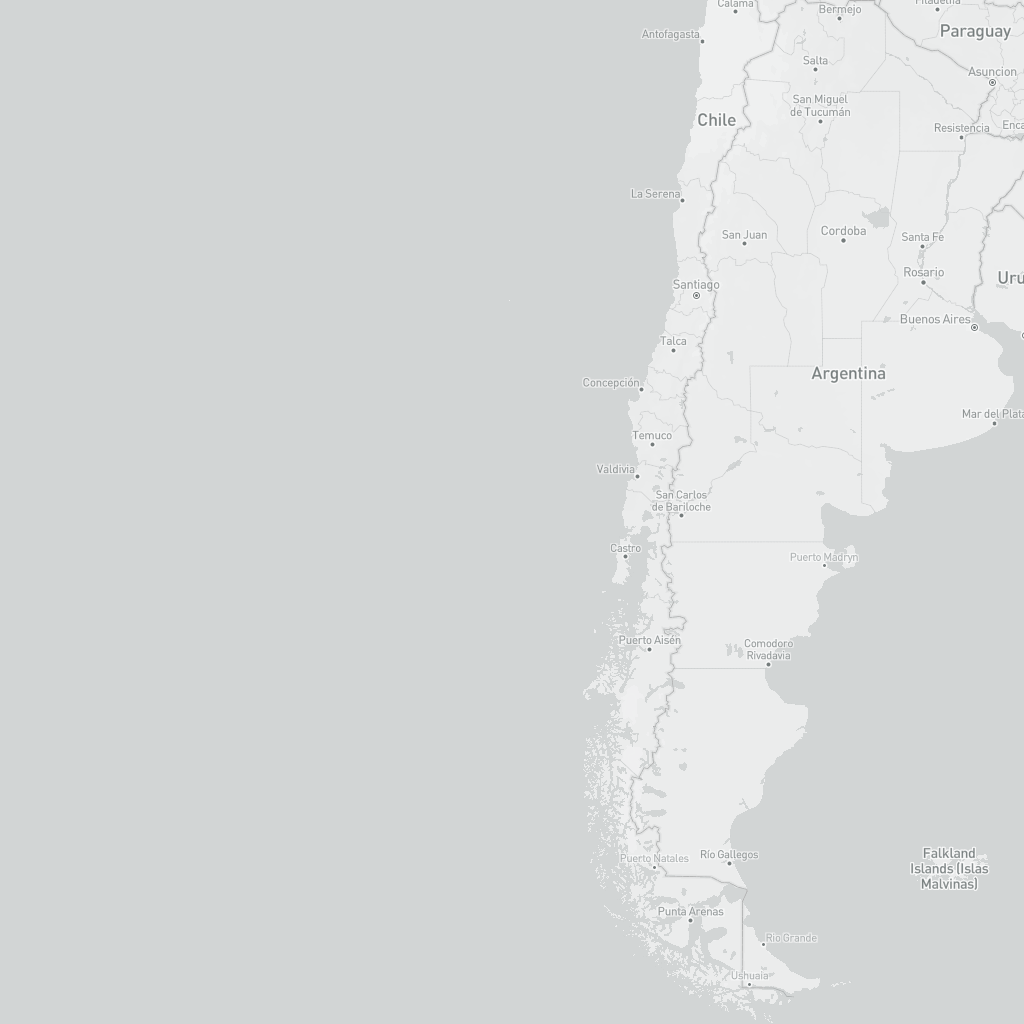 Calama
Bermejo
Filadelfia
Antofagasta
Paraguay
Salta
Asuncion
San Miguel
de Tucumán
Chile
Resistencia
Enca
La Serena
San Juan
Cordoba
Santa Fe
Rosario
Uru
Santiago
Buenos Aires
Talca
Argentina
Concepción
Mar del Plata
Temuco
Valdivia
San Carlos
de Bariloche
Castro
Puerto Madryn
Puerto Aisén
Comodoro
Rivadavia
Puerto Natales
Río Gallegos
Falkland
Islands (Islas
Malvinas)
Punta Arenas
Río Grande
Ushuaia